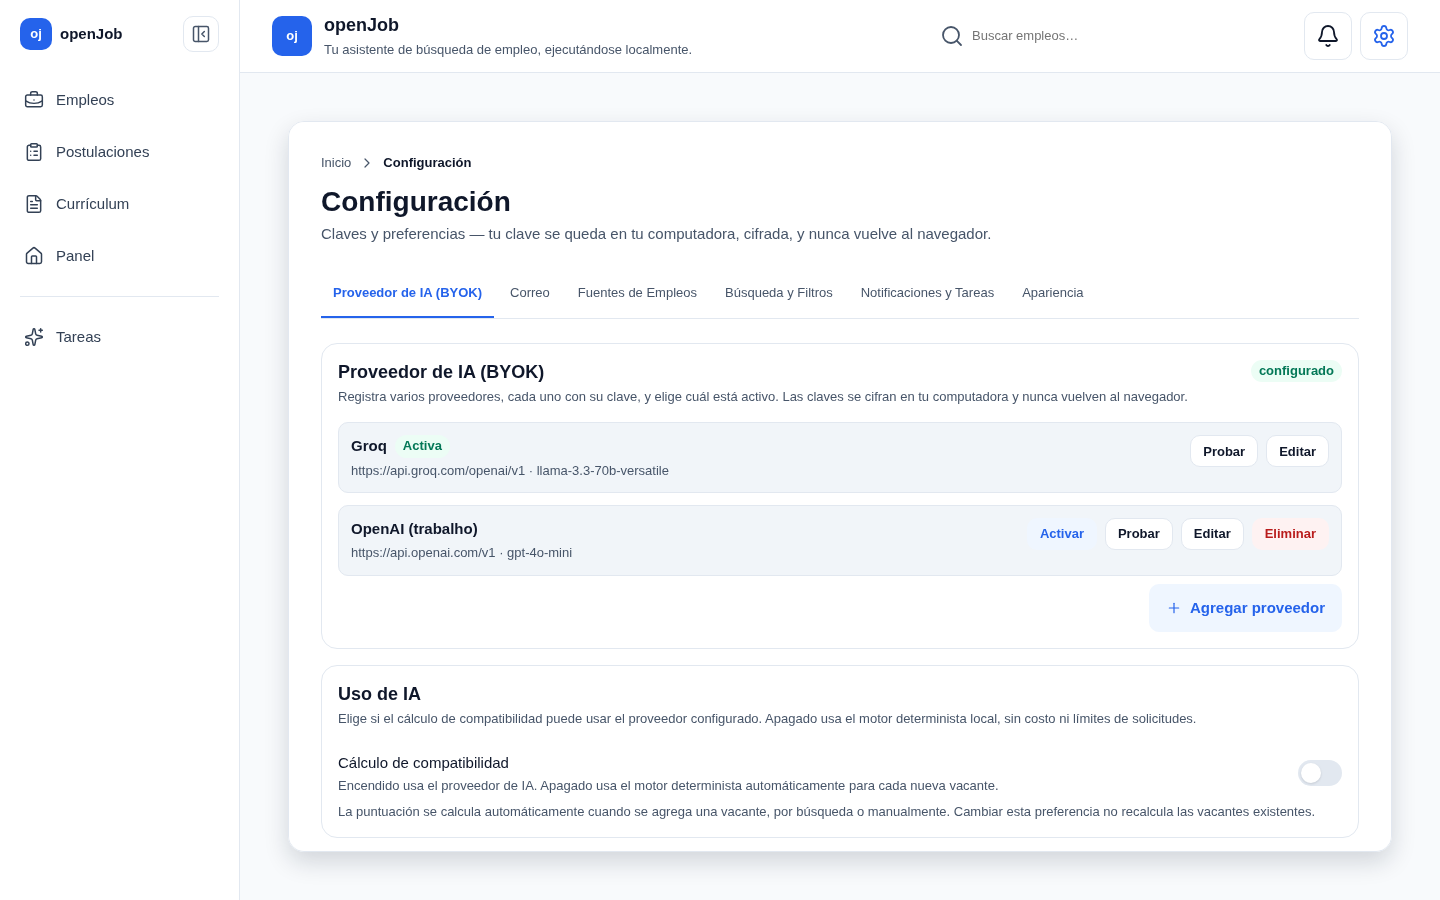 oj
openJob
Empleos
Postulaciones
Currículum
Panel
Tareas
oj
openJob
Tu asistente de búsqueda de empleo, ejecutándose localmente.
Buscar empleos…
Inicio
Configuración
Configuración
Claves y preferencias — tu clave se queda en tu computadora, cifrada, y nunca vuelve al navegador.
Proveedor de IA (BYOK) Correo Fuentes de Empleos Búsqueda y Filtros Notificaciones y Tareas Apariencia
Proveedor de IA (BYOK) configurado
Registra varios proveedores, cada uno con su clave, y elige cuál está activo. Las claves se cifran en tu computadora y nunca vuelven al navegador.
Groq Activa
https://api.groq.com/openai/v1 · llama-3.3-70b-versatile
Probar Editar
OpenAI (trabalho)
https://api.openai.com/v1 · gpt-4o-mini
Activar Probar Editar Eliminar
Agregar proveedor
Uso de IA
Elige si el cálculo de compatibilidad puede usar el proveedor configurado. Apagado usa el motor determinista local, sin costo ni límites de solicitudes.
Cálculo de compatibilidad
Encendido usa el proveedor de IA. Apagado usa el motor determinista automáticamente para cada nueva vacante.
La puntuación se calcula automáticamente cuando se agrega una vacante, por búsqueda o manualmente. Cambiar esta preferencia no recalcula las vacantes existentes.